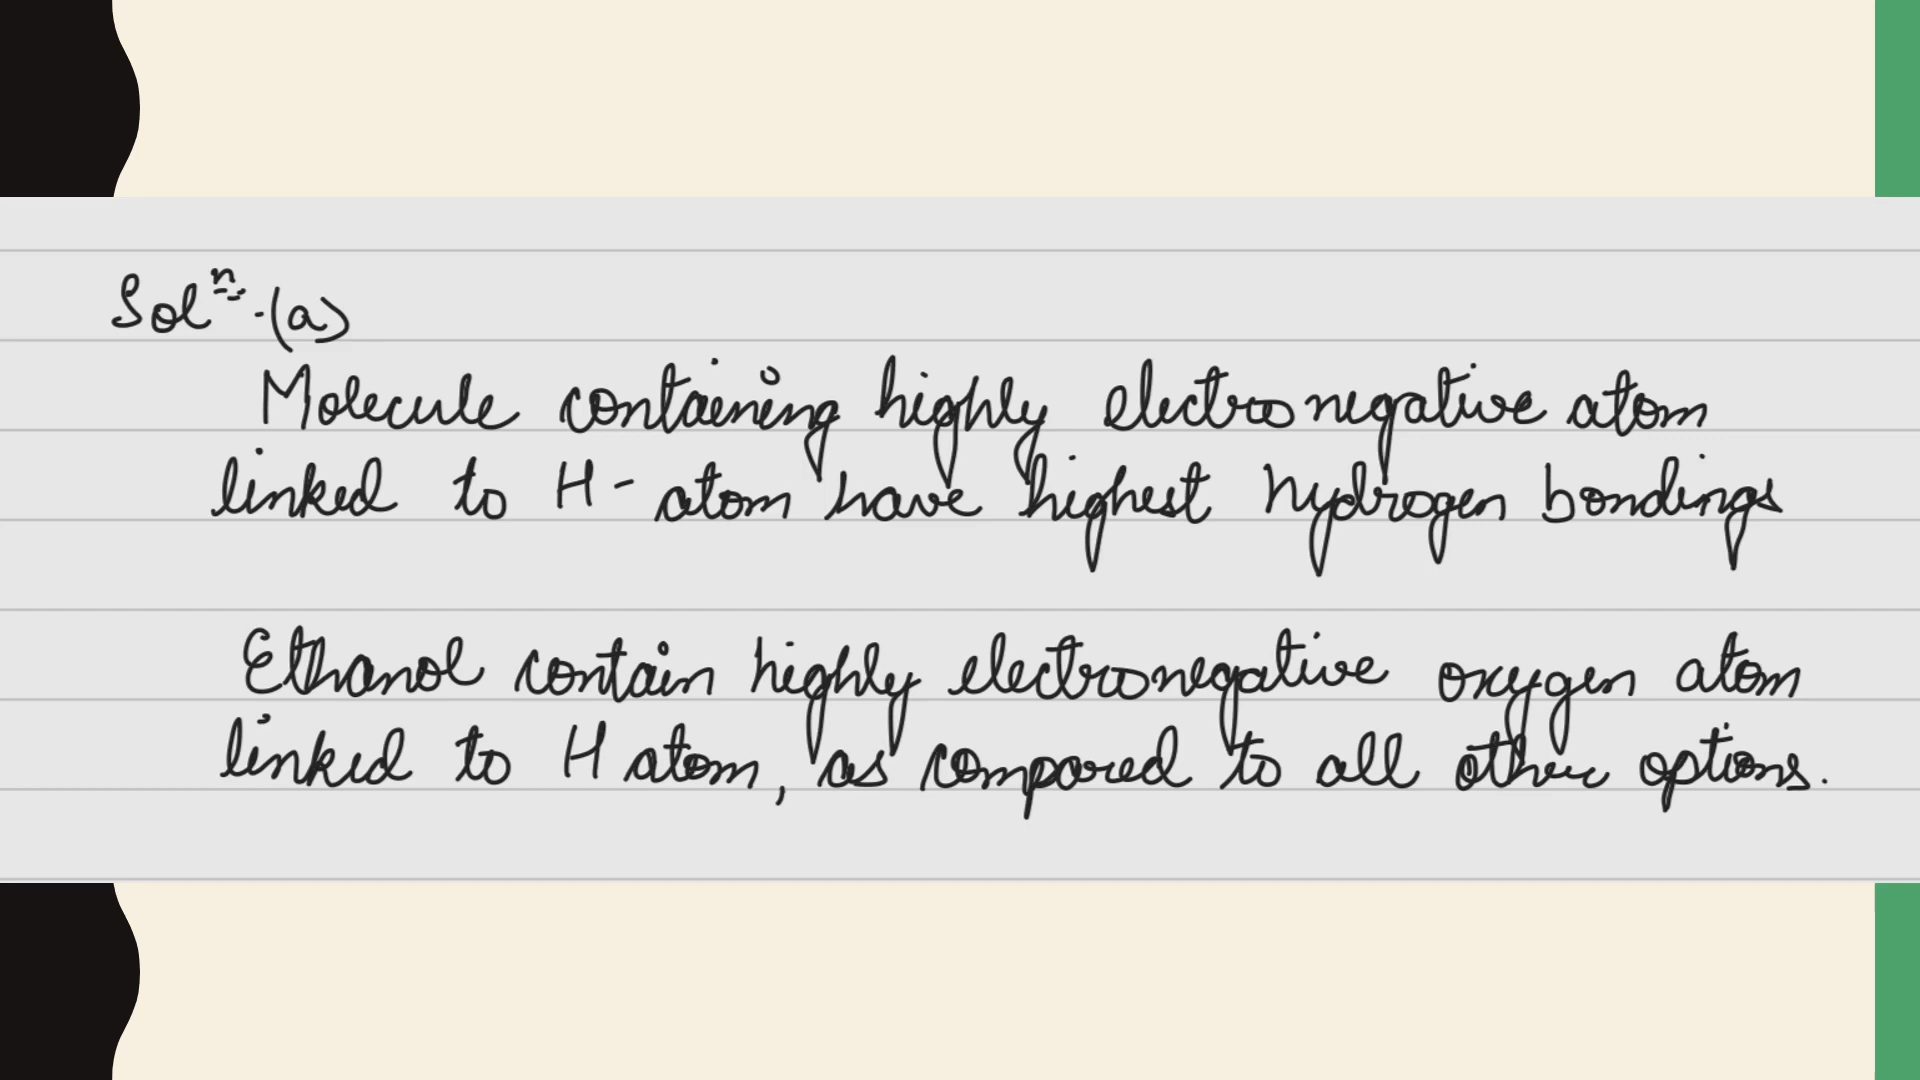 Solⁿ.(a)
Molecule containing highly electronegative atom
linked to H-atom have highest hydrogen bondings
Ethanol contain highly electronegative oxygen atom
linked to H atom, as compared to all other options.